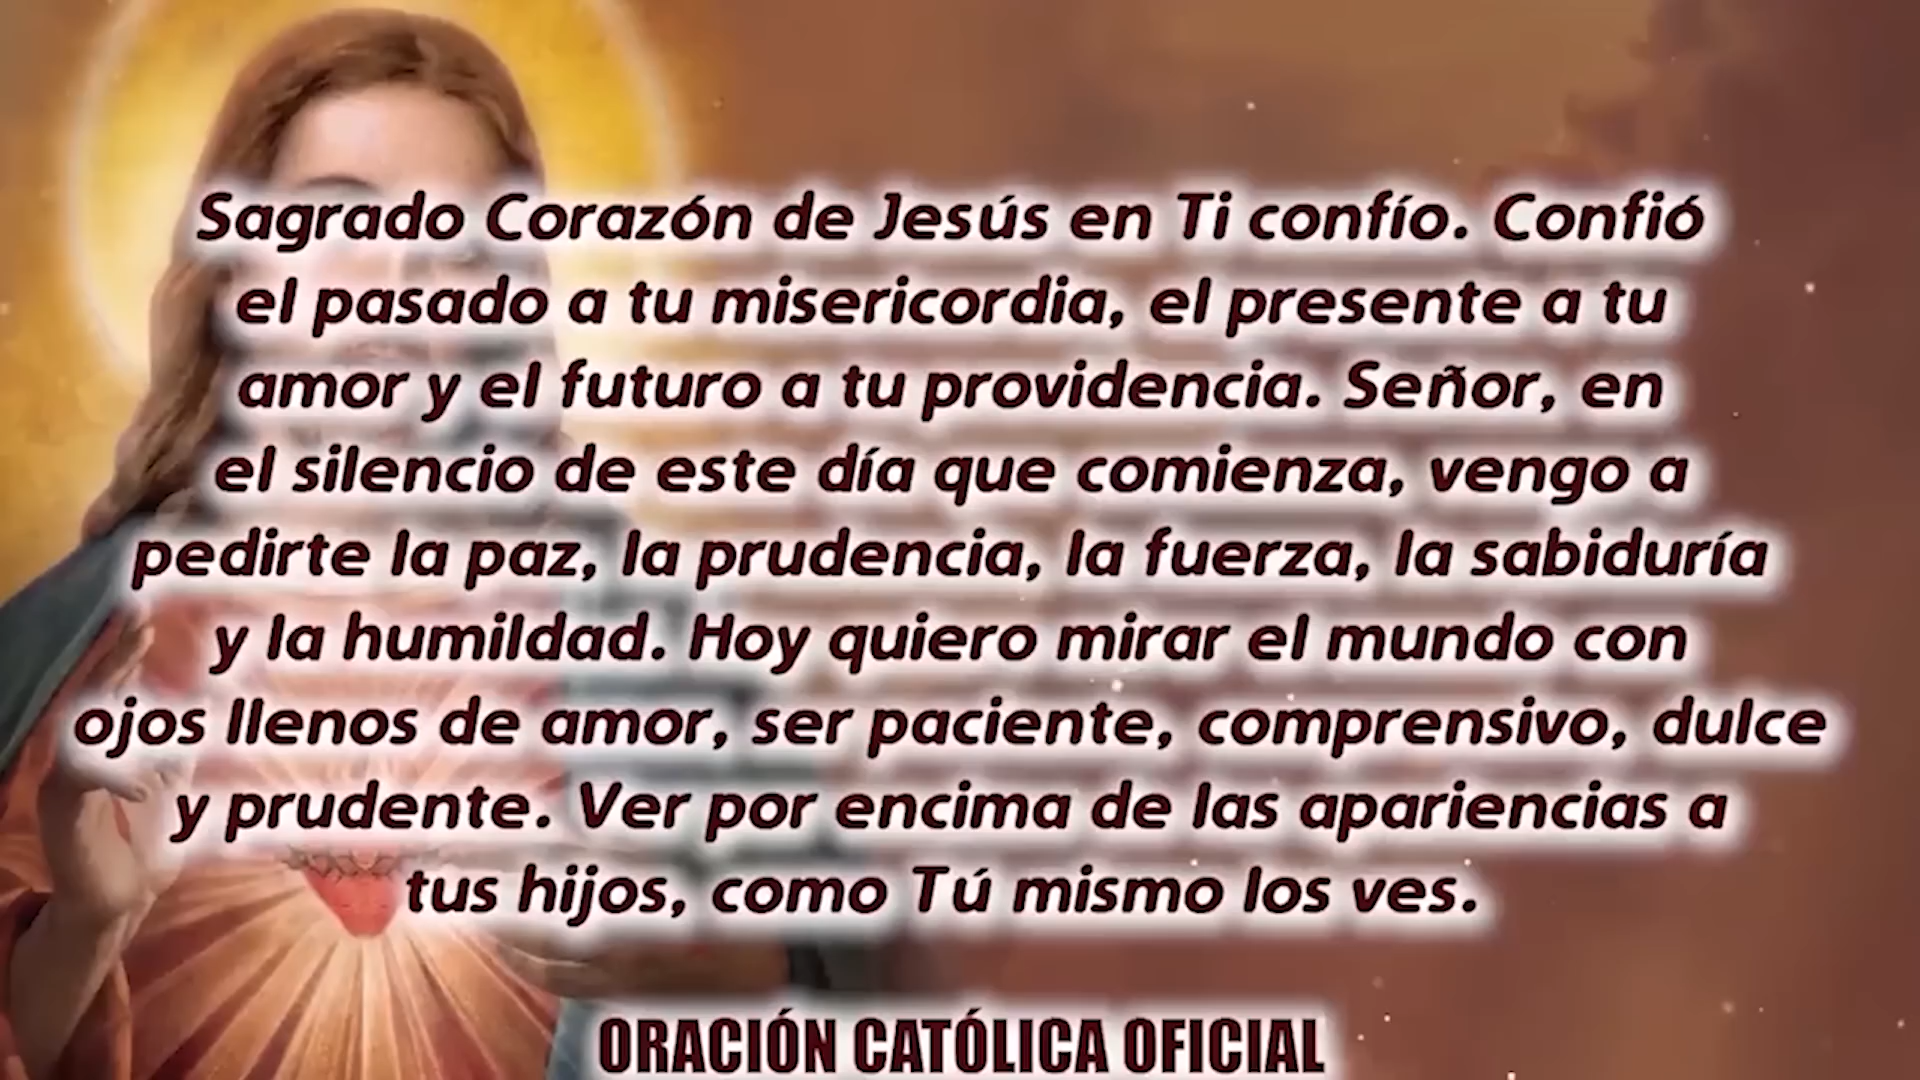 Sagrado Corazón de Jesús en Ti confío. Confió
el pasado a tu misericordia, el presente a tu
amor y el futuro a tu providencia. Señor, en
el silencio de este día que comienza, vengo a
pedirte la paz, la prudencia, la fuerza, la sabiduría
y la humildad. Hoy quiero mirar el mundo con
ojos llenos de amor, ser paciente, comprensivo, dulce
y prudente. Ver por encima de las apariencias a
tus hijos, como Tú mismo los ves.
ORACIÓN CATÓLICA OFICIAL